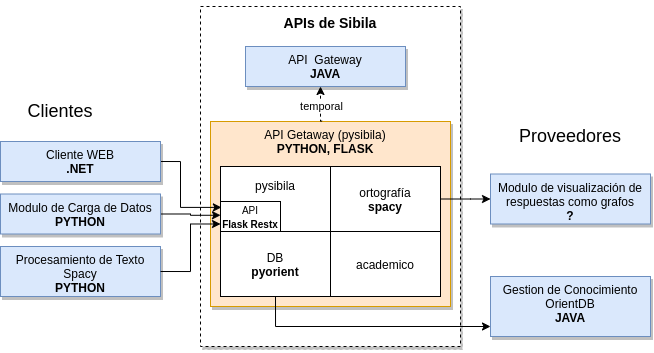 APIs de Sibila
API Gateway
JAVA
temporal
Clientes
Cliente WEB
.NET
Modulo de Carga de Datos
PYTHON
Procesamiento de Texto
Spacy
PYTHON
API Getaway (pysibila)
PYTHON, FLASK
pysibila
API
Flask Restx
ortografía
spacy
DB
pyorient
academico
Proveedores
Modulo de visualización de
respuestas como grafos
?
Gestion de Conocimiento
OrientDB
JAVA